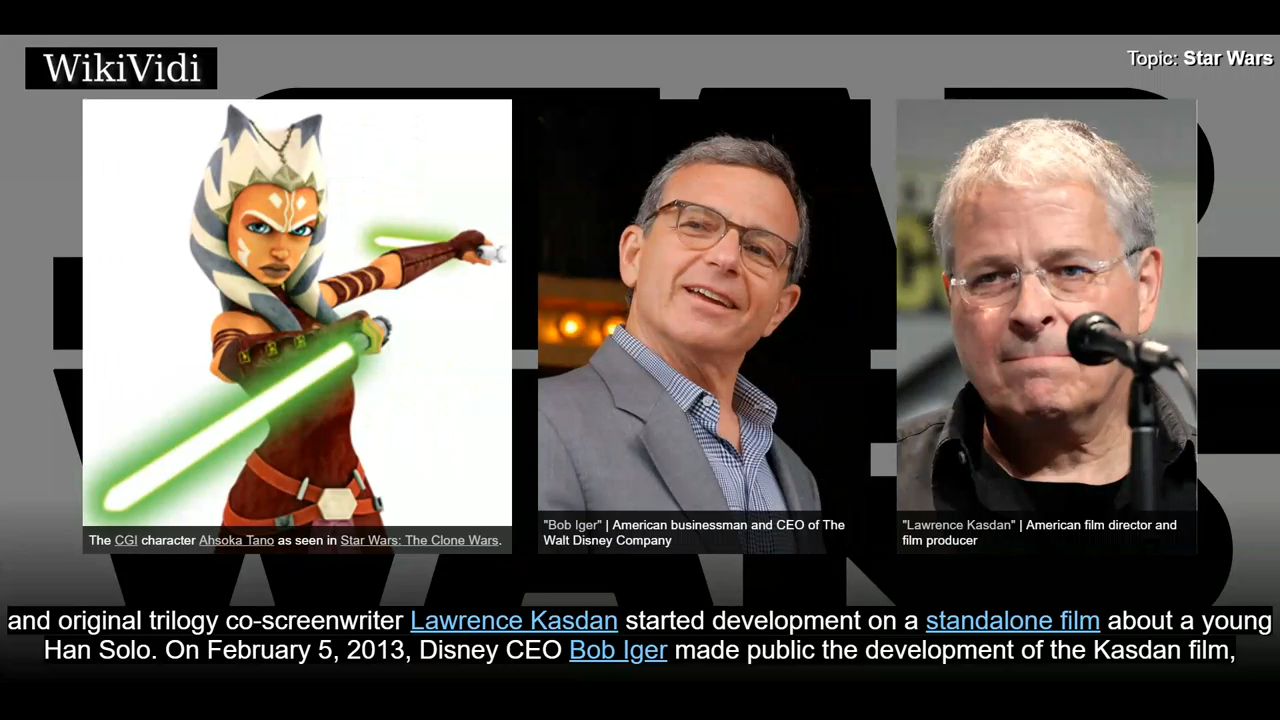 WikiVidi
Topic: Star Wars
The CGI character Ahsoka Tano as seen in Star Wars: The Clone Wars.
"Bob Iger" | American businessman and CEO of The
Walt Disney Company
"Lawrence Kasdan" | American film director and
film producer
and original trilogy co-screenwriter Lawrence Kasdan started development on a standalone film about a young
Han Solo. On February 5, 2013, Disney CEO Bob Iger made public the development of the Kasdan film,